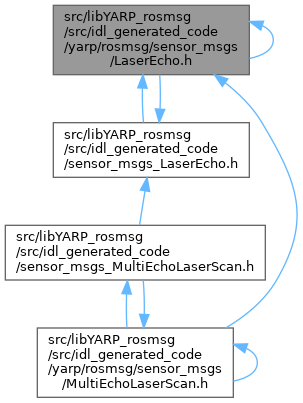 src/libYARP_rosmsg
/src/idl_generated_code
/yarp/rosmsg/sensor_msgs
/LaserEcho.h
src/libYARP_rosmsg
/src/idl_generated_code
/sensor_msgs_LaserEcho.h
src/libYARP_rosmsg
/src/idl_generated_code
/sensor_msgs_MultiEchoLaserScan.h
src/libYARP_rosmsg
/src/idl_generated_code
/yarp/rosmsg/sensor_msgs
/MultiEchoLaserScan.h